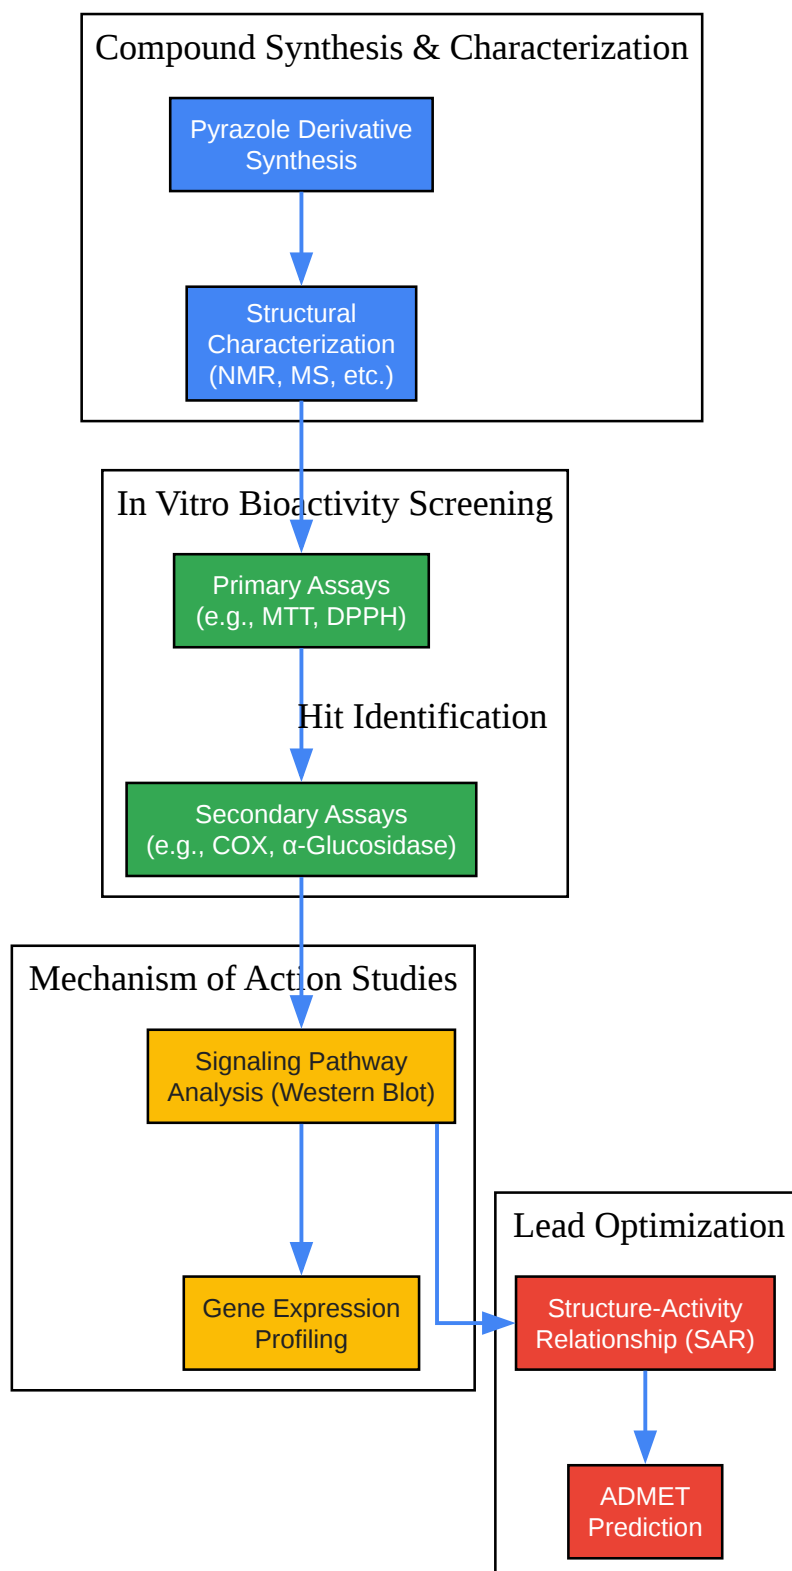 Compound Synthesis & Characterization
Pyrazole Derivative
Synthesis
Structural
Characterization
(NMR, MS, etc.)
In Vitro Bioactivity Screening
Primary Assays
(e.g., MTT, DPPH)
Hit Identification
Secondary Assays
(e.g., COX, α-Glucosidase)
Mechanism of Action Studies
Signaling Pathway
Analysis (Western Blot)
Gene Expression
Profiling
Lead Optimization
Structure-Activity
Relationship (SAR)
ADMET
Prediction